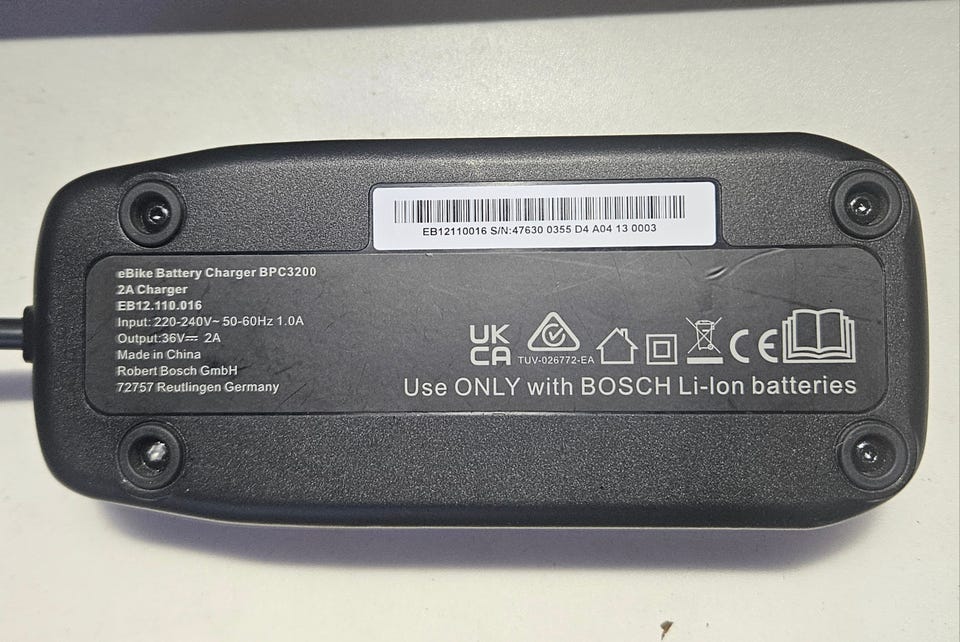 EB12110016 S/N:47630 0355 D4 A04 13 0003
eBike Battery Charger BPC3200
2A Charger
EB12.110.016
Input: 220-240V~ 50-60Hz 1.0A
Output:36V⎓ 2A
Made in China
Robert Bosch GmbH
72757 Reutlingen Germany
UK
CA
TUV-026772-EA
CE
Use ONLY with BOSCH Li-Ion batteries